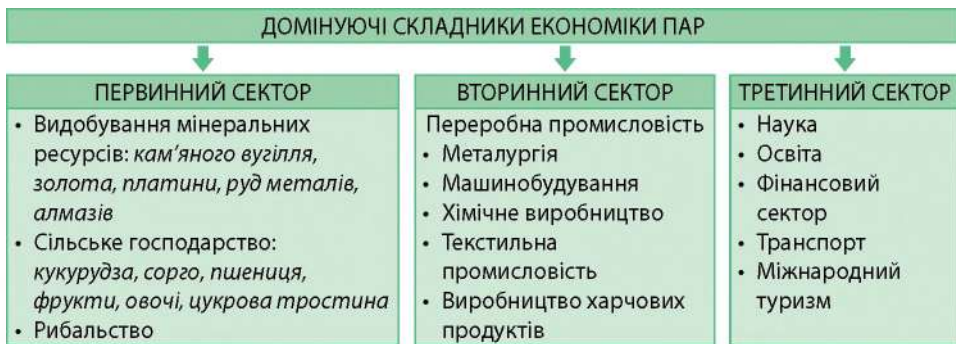 ДОМІНУЮЧІ СКЛАДНИКИ ЕКОНОМІКИ ПАР
ПЕРВИННИЙ СЕКТОР
• Видобування мінеральних
ресурсів: кам’яного вугілля,
золота, платини, руд металів,
алмазів
• Сільське господарство:
кукурудза, сорго, пшениця,
фрукти, овочі, цукрова тростина
• Рибальство
ВТОРИННИЙ СЕКТОР
Переробна промисловість
• Металургія
• Машинобудування
• Хімічне виробництво
• Текстильна
промисловість
• Виробництво харчових
продуктів
ТРЕТИННИЙ СЕКТОР
• Наука
• Освіта
• Фінансовий
сектор
• Транспорт
• Міжнародний
туризм